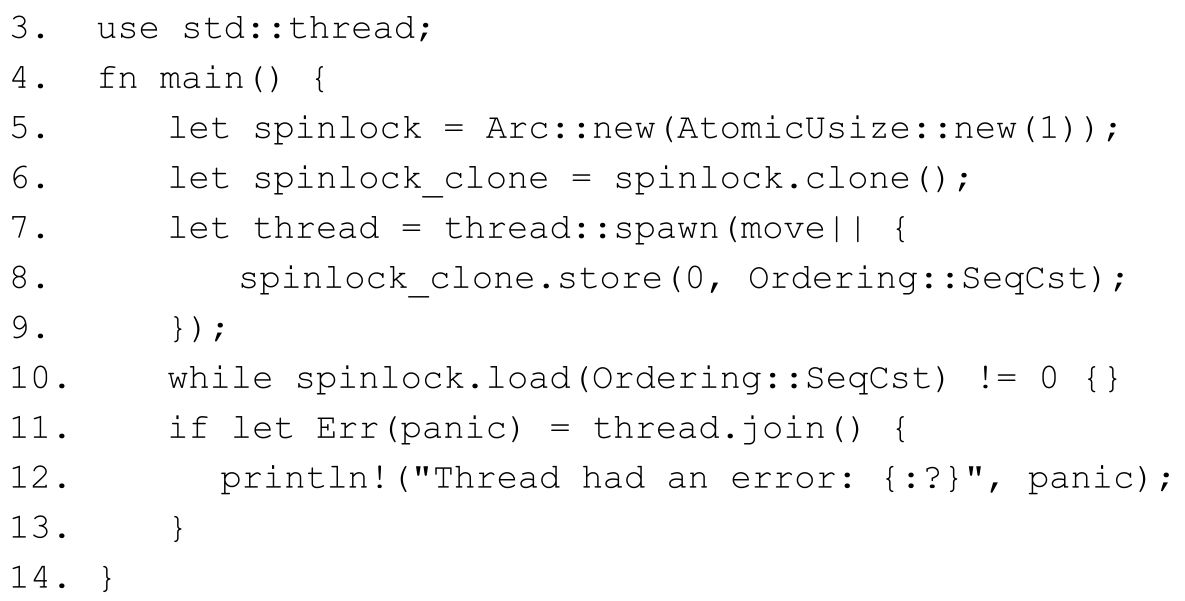 3. use std::thread;
4. fn main() {
5. let spinlock = Arc::new(AtomicUsize::new(1));
6. let spinlock_clone = spinlock.clone();
7. let thread = thread::spawn(move|| {
8. spinlock_clone.store(0, Ordering::SeqCst);
9. });
10. while spinlock.load(Ordering::SeqCst) != 0 {}
11. if let Err(panic) = thread.join() {
12. println!("Thread had an error: {:?}", panic);
13. }
14. }